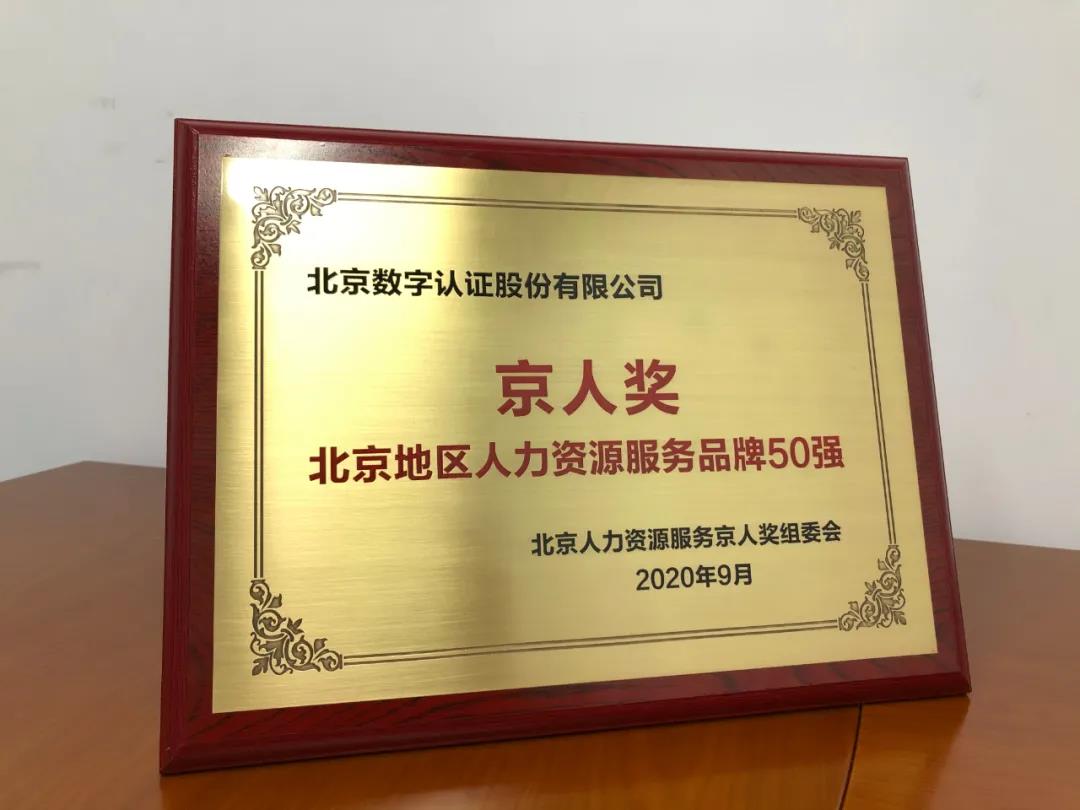 北京数字认证股份有限公司
京人奖
北京地区人力资源服务品牌50强
北京人力资源服务京人奖组委会
2020年9月